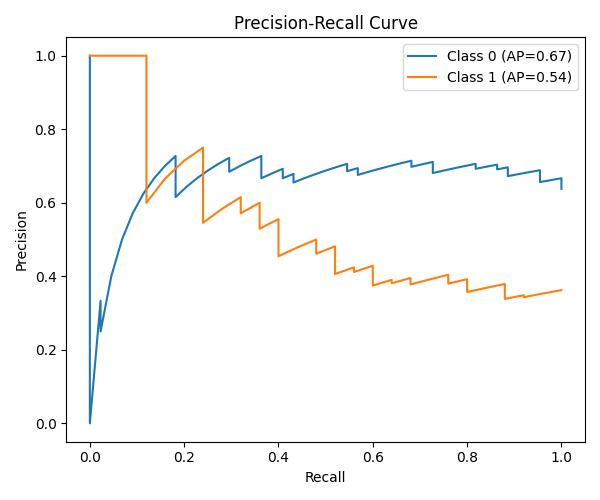 Precision-Recall Curve
Class 0 (AP=0.67)
Class 1 (AP=0.54)
Precision
1.0
0.8
0.6
0.4
0.2
0.0
0.0 0.2 0.4 0.6 0.8 1.0
Recall